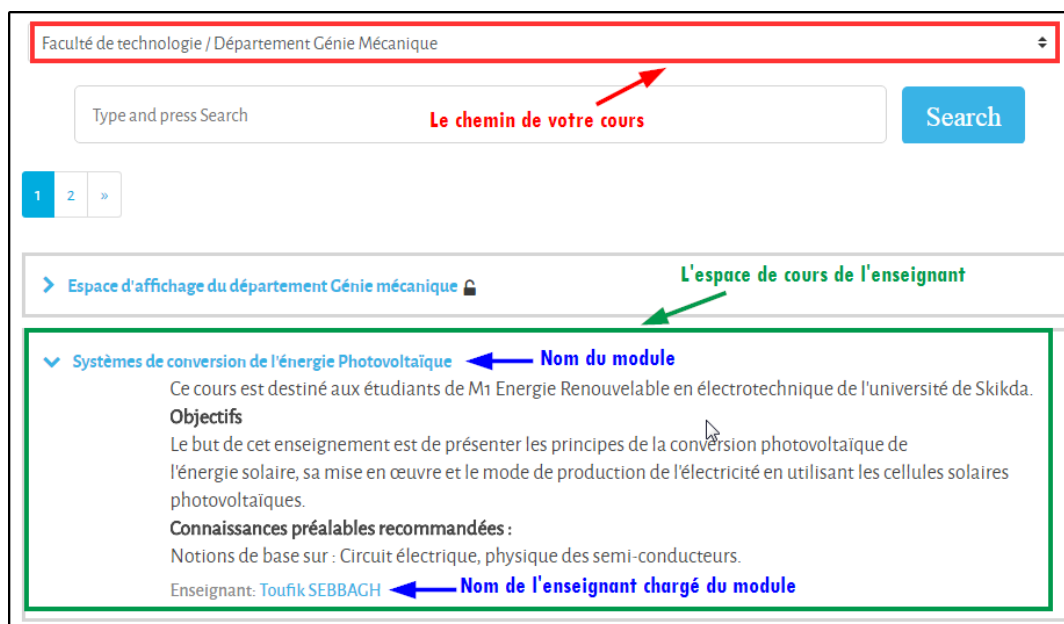 Faculté de technologie / Département Génie Mécanique
Type and press Search
Le chemin de votre cours
Search
1 2 »
L'espace de cours de l'enseignant
Espace d'affichage du département Génie mécanique
Systèmes de conversion de l'énergie Photovoltaïque
Nom du module
Ce cours est destiné aux étudiants de M1 Energie Renouvelable en électrotechnique de l'université de Skikda.
Objectifs
Le but de cet enseignement est de présenter les principes de la conversion photovoltaïque de
l'énergie solaire, sa mise en œuvre et le mode de production de l'électricité en utilisant les cellules solaires
photovoltaïques.
Connaissances préalables recommandées :
Notions de base sur : Circuit électrique, physique des semi-conducteurs.
Enseignant: Toufik SEBBAGH
Nom de l'enseignant chargé du module